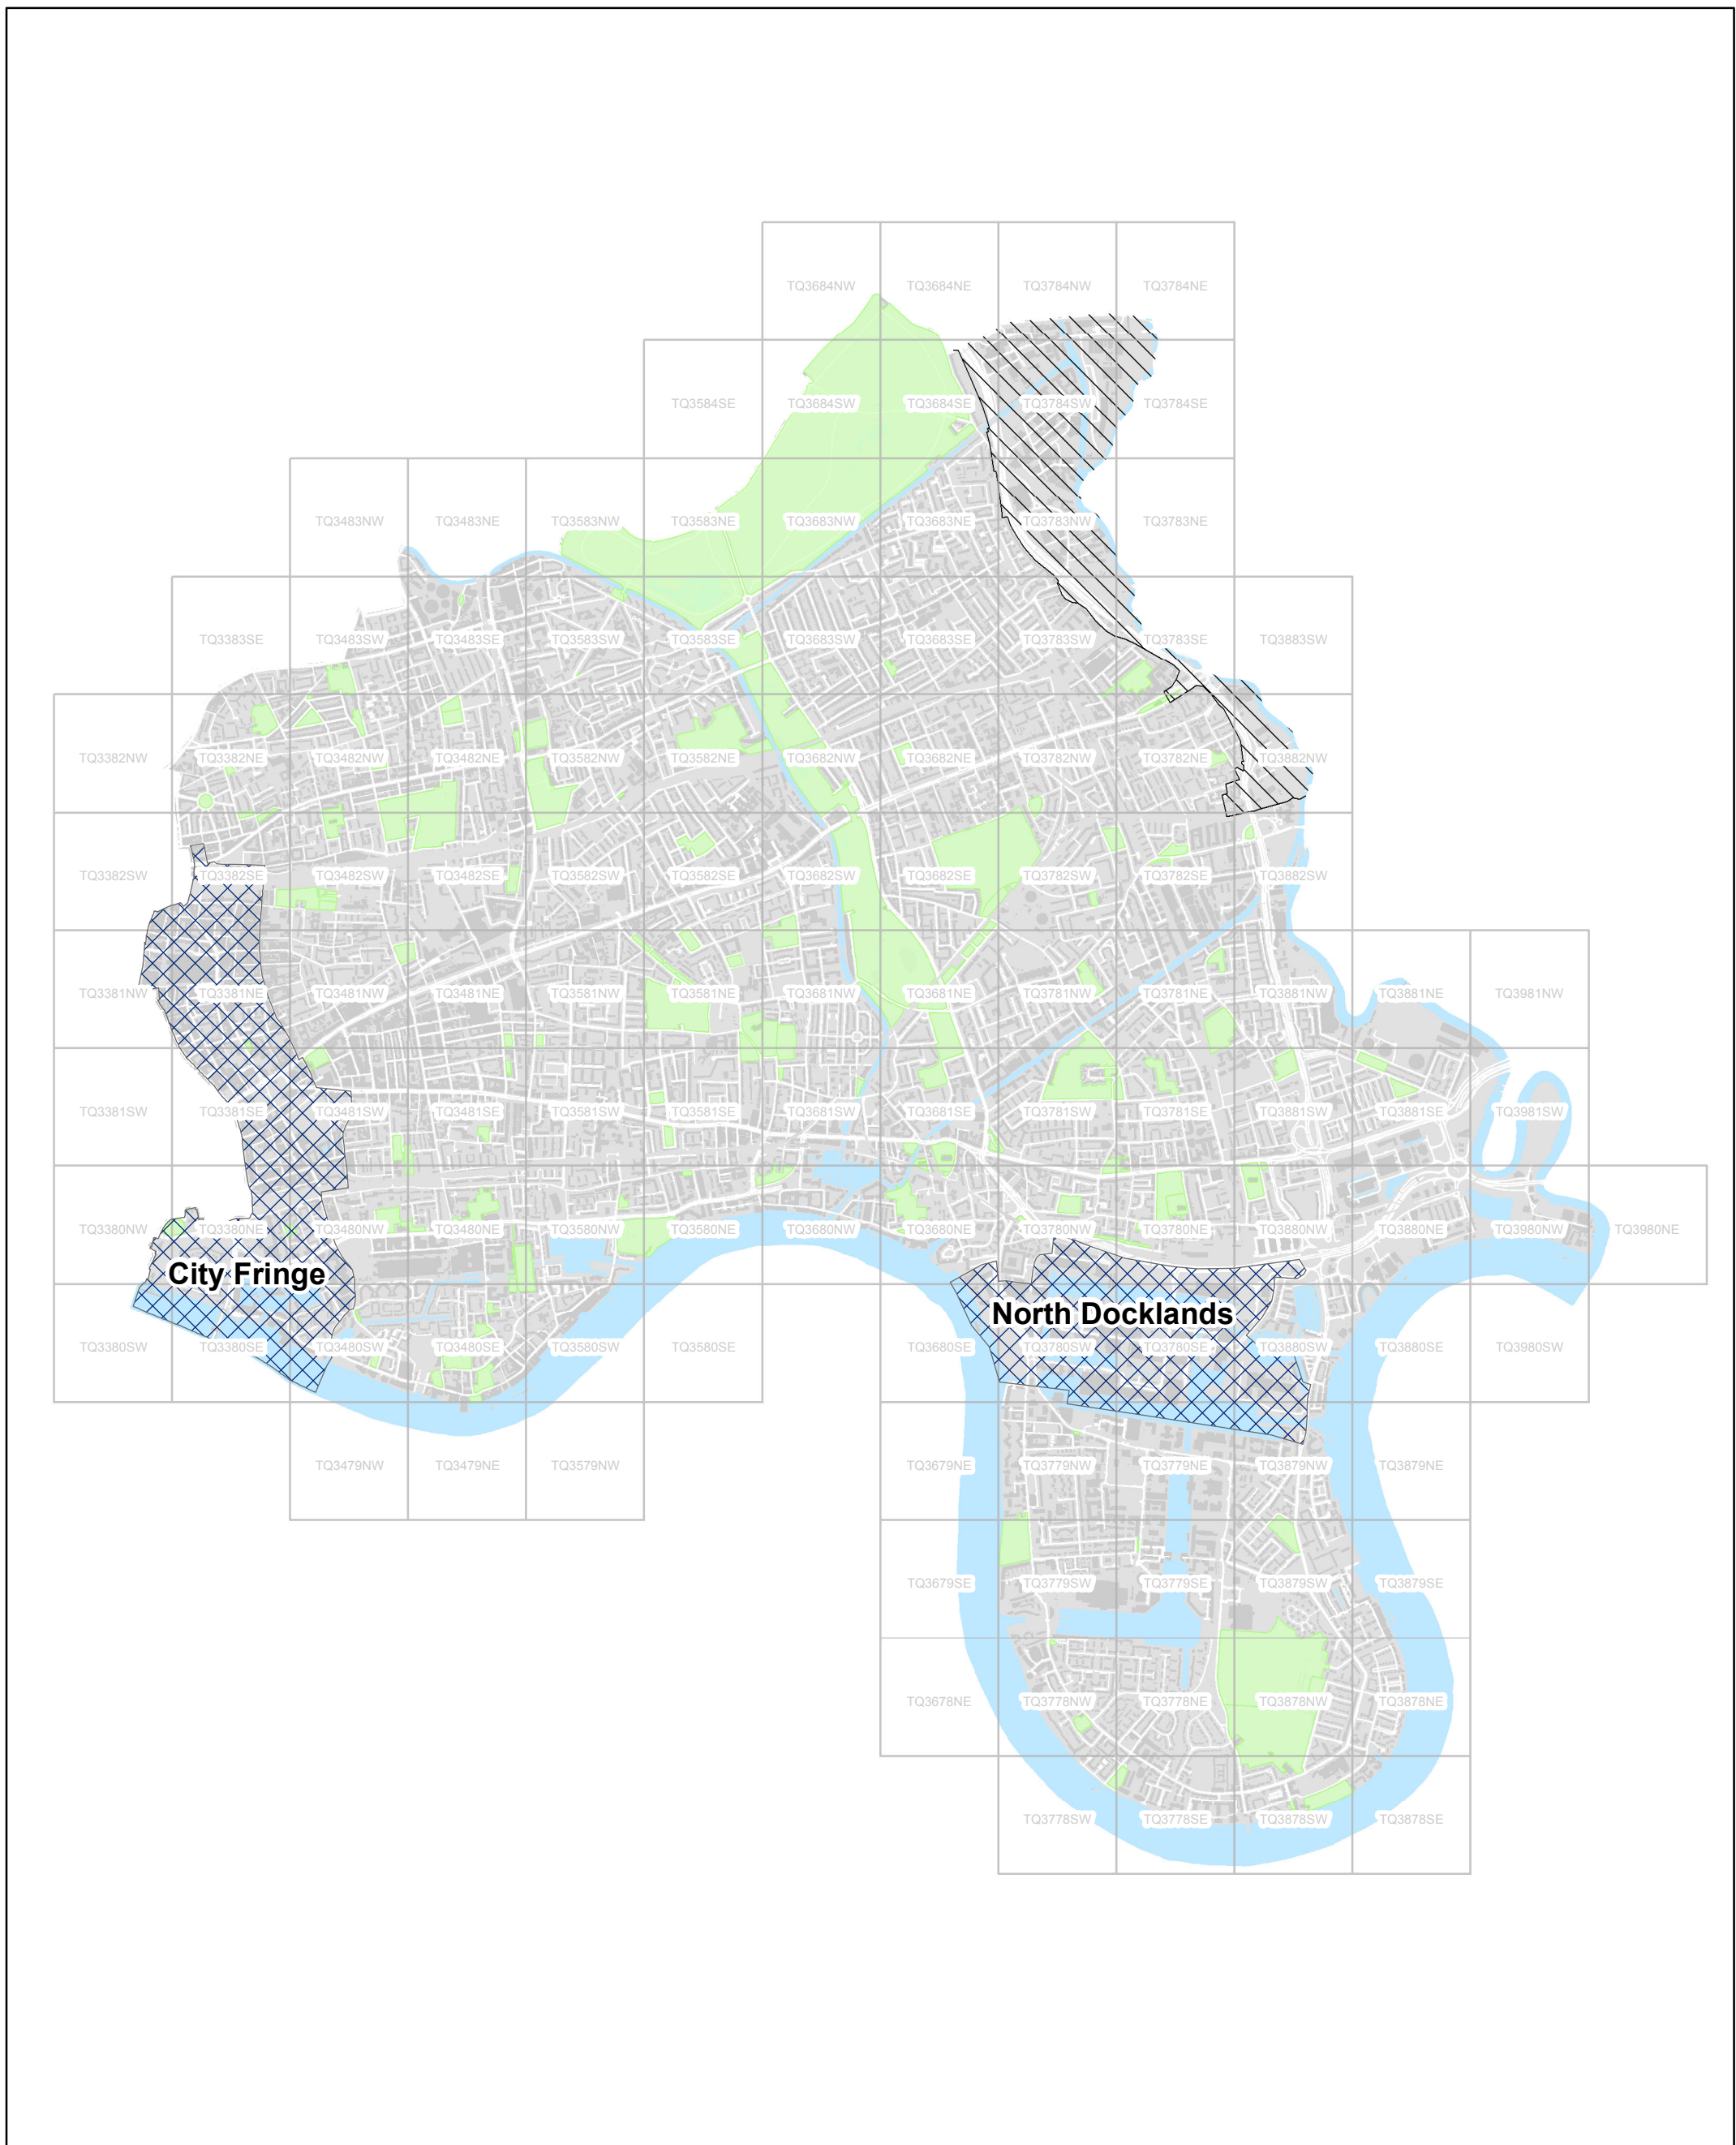 TQ3684NW TQ3684NE TQ3784NW TQ3784NE
TQ3584SE TQ3684SW TQ3684SE TQ3784SW TQ3784SE
TQ3483NW TQ3483NE TQ3583NW TQ3583NE TQ3683NW TQ3683NE TQ3783NW TQ3783NE
TQ3383SE TQ3483SW TQ3483SE TQ3583SW TQ3583SE TQ3683SW TQ3683SE TQ3783SW TQ3783SE TQ3883SW
TQ3382NW TQ3382NE TQ3482NW TQ3482NE TQ3582NW TQ3582NE TQ3682NW TQ3682NE TQ3782NW TQ3782NE TQ3882NW
TQ3382SW TQ3382SE TQ3482SW TQ3482SE TQ3582SW TQ3582SE TQ3682SW TQ3682SE TQ3782SW TQ3782SE TQ3882SW
TQ3381NW TQ3381NE TQ3481NW TQ3481NE TQ3581NW TQ3581NE TQ3681NW TQ3681NE TQ3781NW TQ3781NE TQ3881NW TQ3881NE TQ3981NW
TQ3381SW TQ3381SE TQ3481SW TQ3481SE TQ3581SW TQ3581SE TQ3681SW TQ3681SE TQ3781SW TQ3781SE TQ3881SW TQ3881SE TQ3981SW
TQ3380NW TQ3380NE TQ3480NW TQ3480NE TQ3580NW TQ3580NE TQ3680NW TQ3680NE TQ3780NW TQ3780NE TQ3880NW TQ3880NE TQ3980NW TQ3980NE
City Fringe
North Docklands
TQ3380SW TQ3380SE TQ3480SW TQ3480SE TQ3580SW TQ3580SE TQ3680SE TQ3780SW TQ3780SE TQ3880SW TQ3880SE TQ3980SW
TQ3479NW TQ3479NE TQ3579NW TQ3679NE TQ3779NW TQ3779NE TQ3879NW TQ3879NE
TQ3679SE TQ3779SW TQ3779SE TQ3879SW TQ3879SE
TQ3678NE TQ3778NW TQ3778NE TQ3878NW TQ3878NE
TQ3778SW TQ3778SE TQ3878SW TQ3878SE